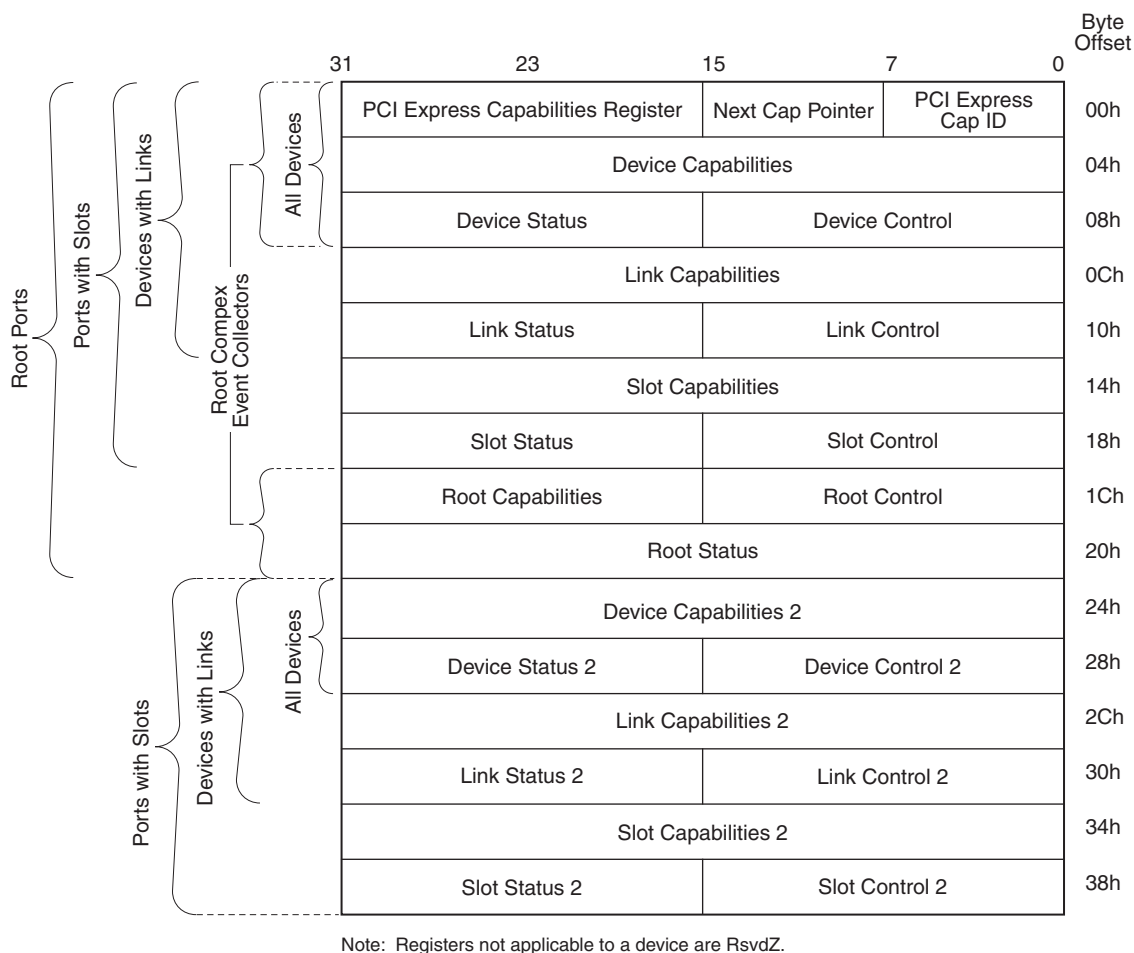 Byte
Offset
31 23 15 7 0
PCI Express Capabilities Register Next Cap Pointer PCI Express
Cap ID 00h
Device Capabilities 04h
Device Status Device Control 08h
Link Capabilities 0Ch
Link Status Link Control 10h
Slot Capabilities 14h
Slot Status Slot Control 18h
Root Capabilities Root Control 1Ch
Root Status 20h
Device Capabilities 2 24h
Device Status 2 Device Control 2 28h
Link Capabilities 2 2Ch
Link Status 2 Link Control 2 30h
Slot Capabilities 2 34h
Slot Status 2 Slot Control 2 38h
Root Ports
Ports with Slots
Devices with Links
Root Compex
Event Collectors
All Devices
Ports with Slots
Devices with Links
All Devices
Note: Registers not applicable to a device are RsvdZ.